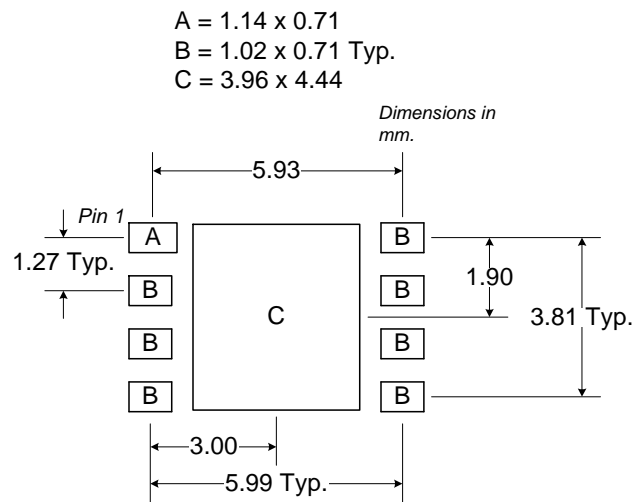 A = 1.14 x 0.71
B = 1.02 x 0.71 Typ.
C = 3.96 x 4.44
Dimensions in
mm.
5.93
Pin 1
A
B
1.27 Typ.
1.90
B
B
C
3.81 Typ.
B
B
B
B
3.00
5.99 Typ.